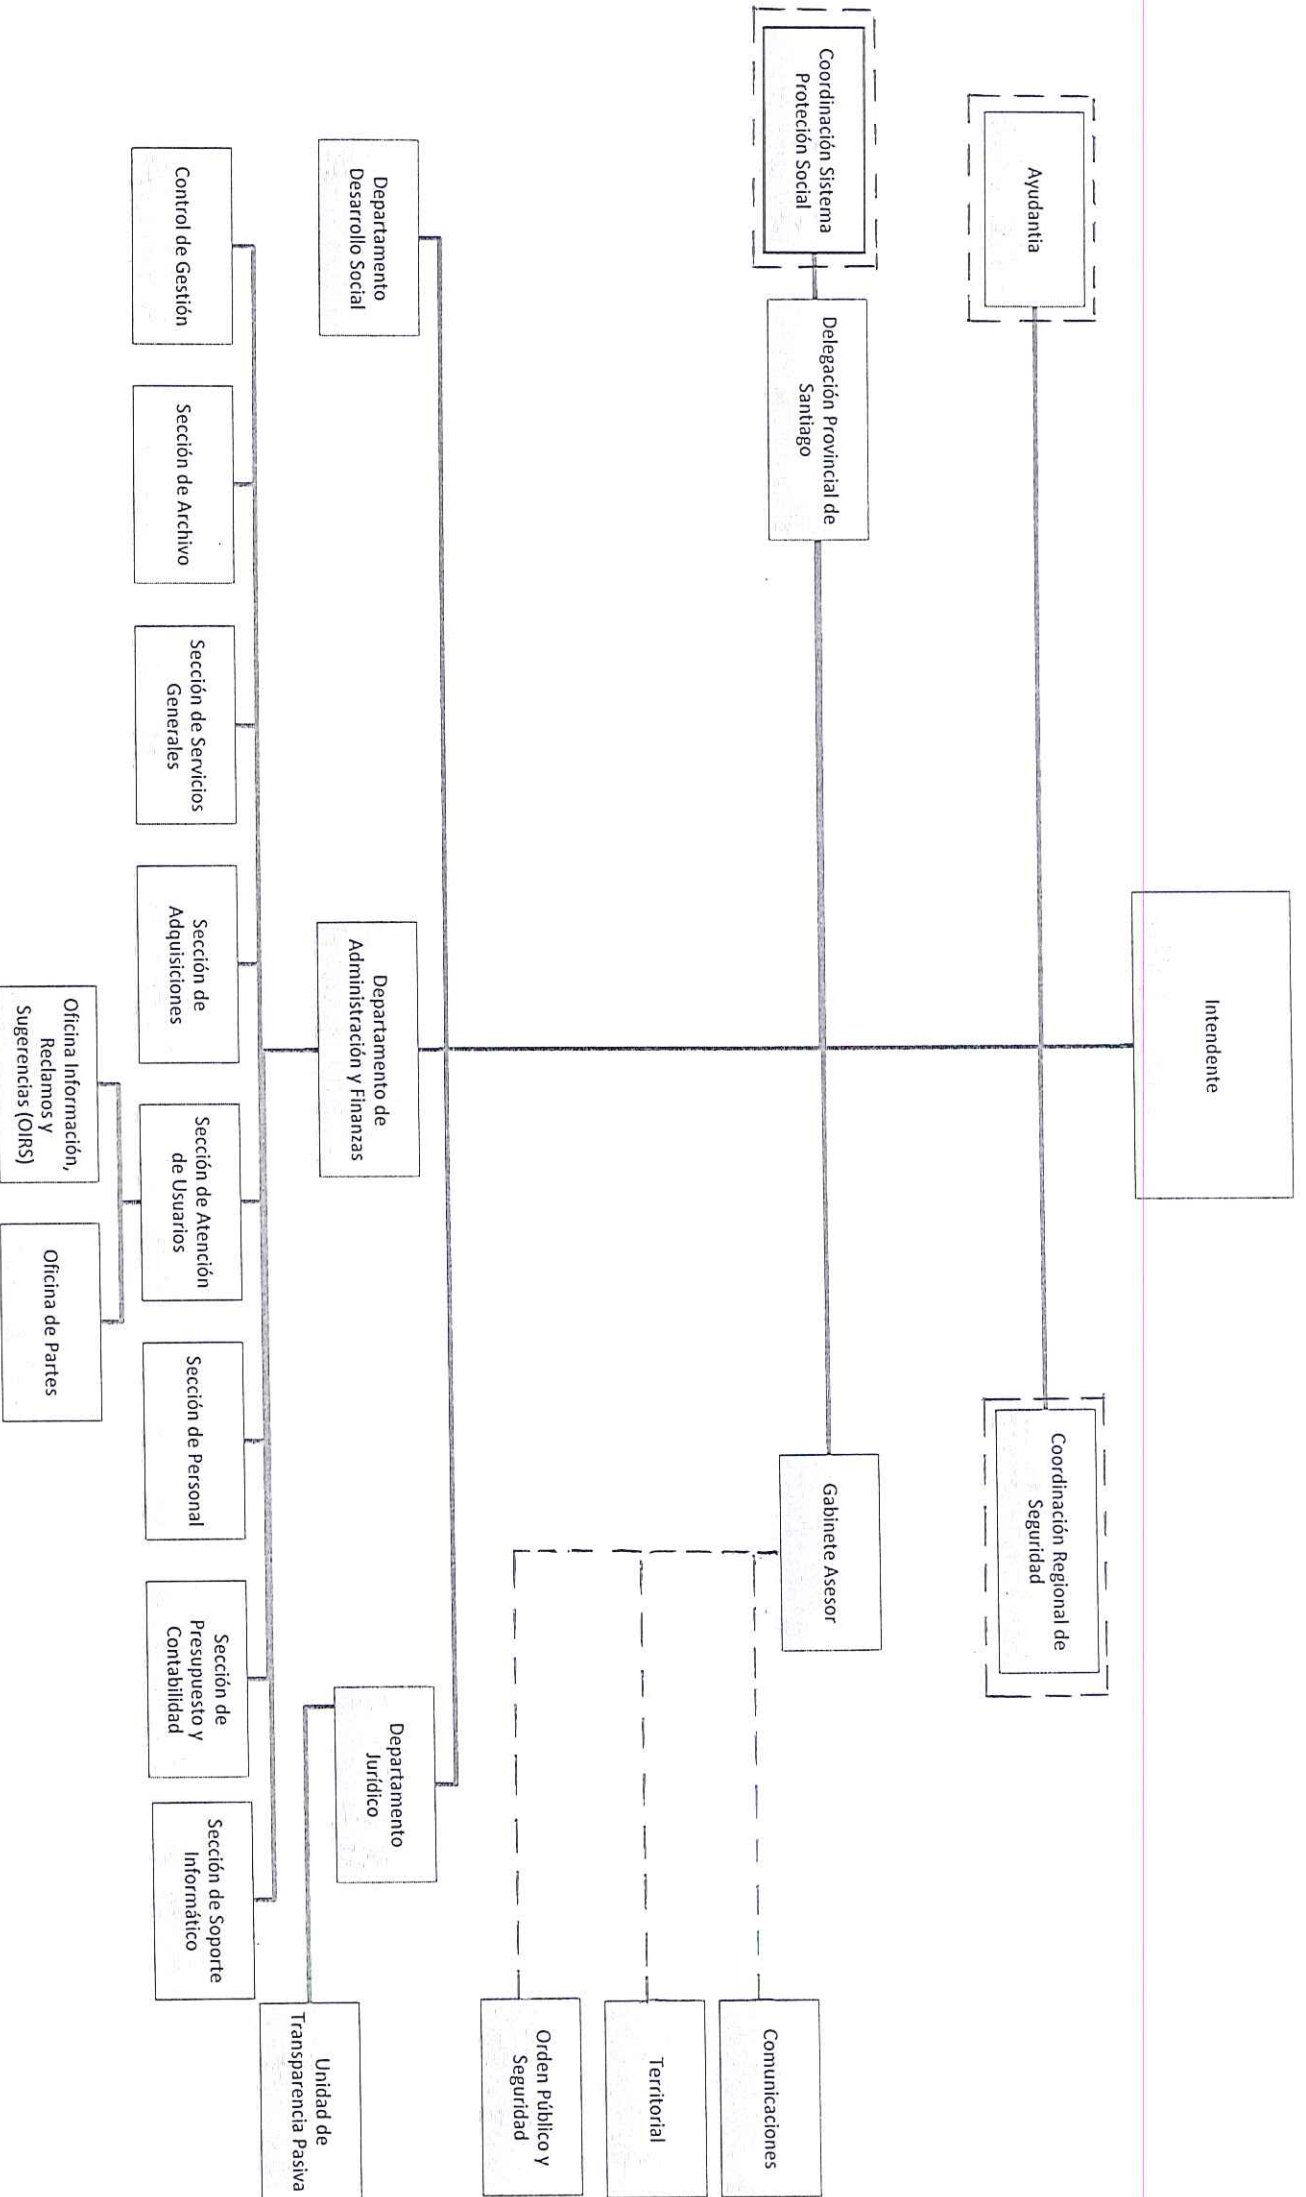 Intendente
Ayudantia
Coordinación Regional de
Seguridad
Coordinación Sistema
Proteción Social
Delegación Provincial de
Santiago
Gabinete Asesor
Comunicaciones
Territorial
Orden Público y
Seguridad
Departamento
Desarrollo Social
Departamento de
Administración y Finanzas
Departamento
Jurídico
Unidad de
Transparencia Pasiva
Control de Gestión
Sección de Archivo
Sección de Servicios
Generales
Sección de
Adquisiciones
Sección de Atención
de Usuarios
Sección de Personal
Sección de
Presupuesto y
Contabilidad
Sección de Soporte
Informático
Oficina Información,
Reclamos y
Sugerencias (OIRS)
Oficina de Partes